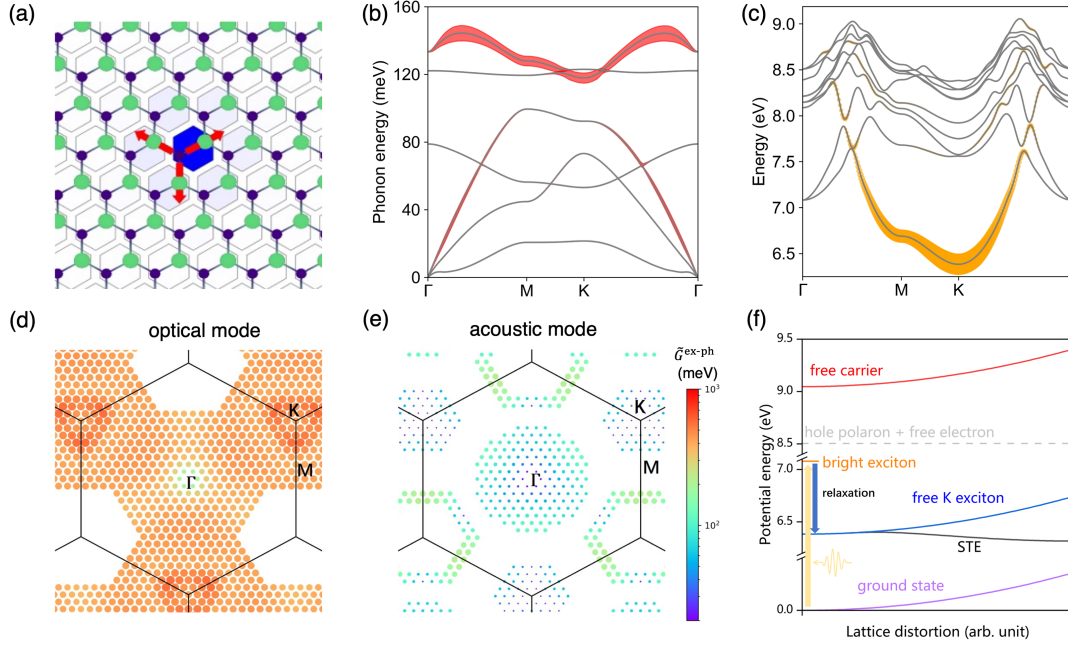 (a)
(b)
160
120
80
40
0
Phonon energy (meV)
Γ
M
K
Γ
(c)
9.0
8.5
8.0
7.5
7.0
6.5
Energy (eV)
Γ
M
K
(d)
optical mode
K
M
Γ
(e)
acoustic mode
K
M
Γ
G̃^ex-ph
(meV)
10³
10²
(f)
9.5
9.0
8.5
7.0
6.5
0.0
Potential energy (eV)
free carrier
hole polaron + free electron
bright exciton
relaxation
free K exciton
STE
ground state
Lattice distortion (arb. unit)